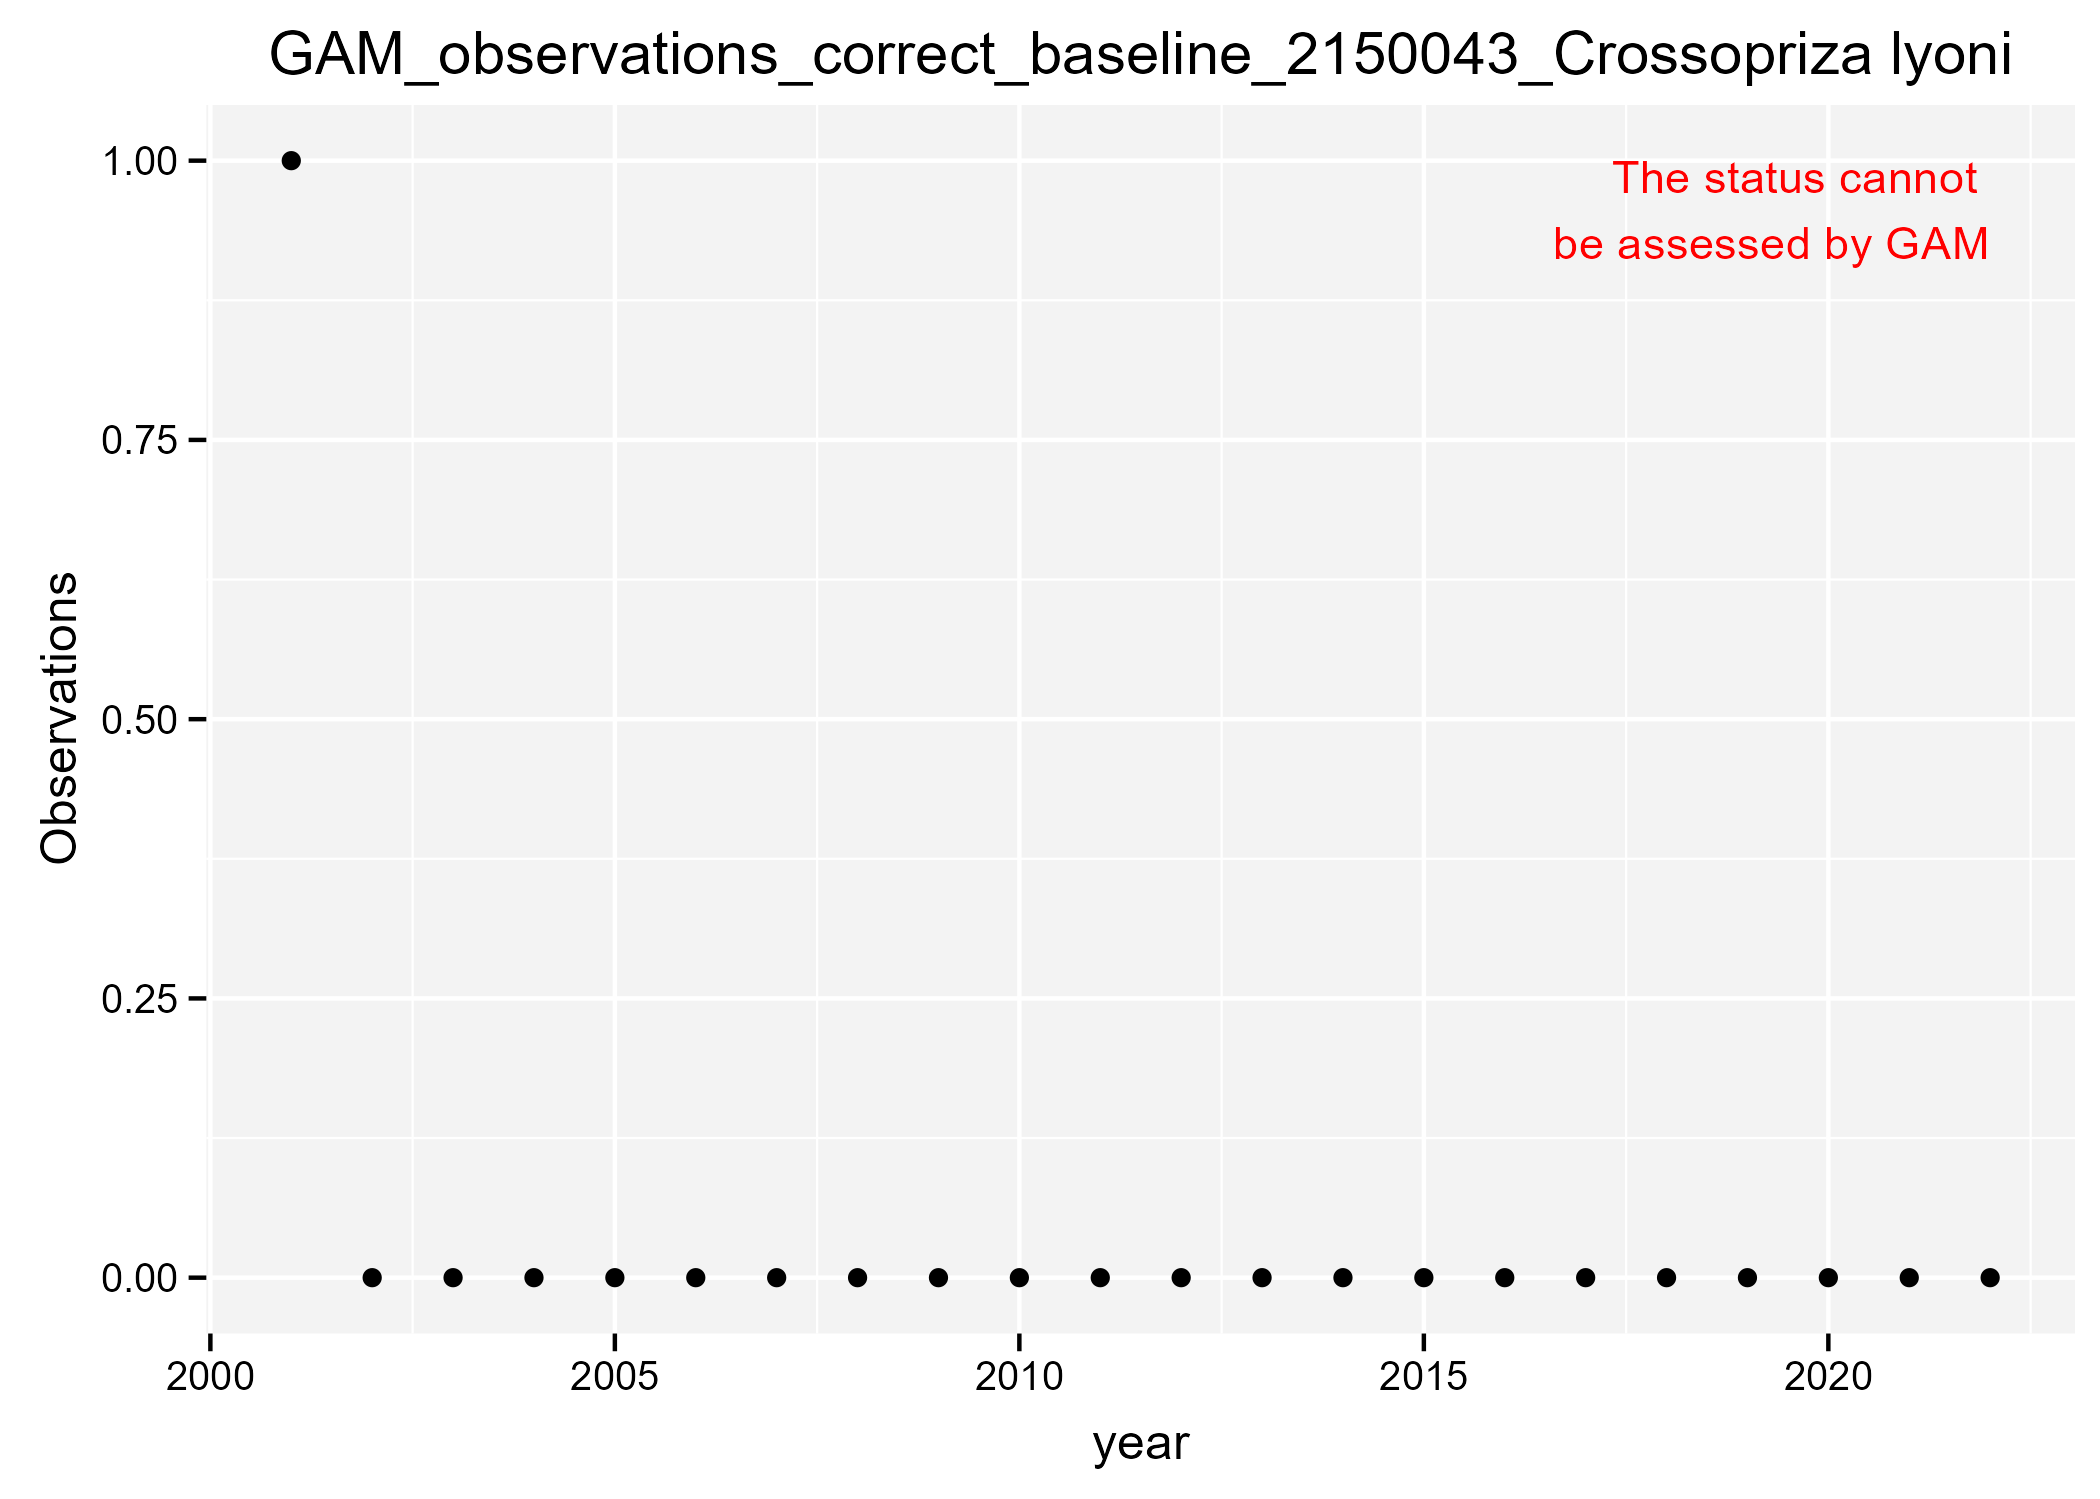 GAM_observations_correct_baseline_2150043_Crossopriza lyoni
The status cannot
be assessed by GAM
1.00
0.75
0.50
0.25
0.00
Observations
2000 2005 2010 2015 2020
year